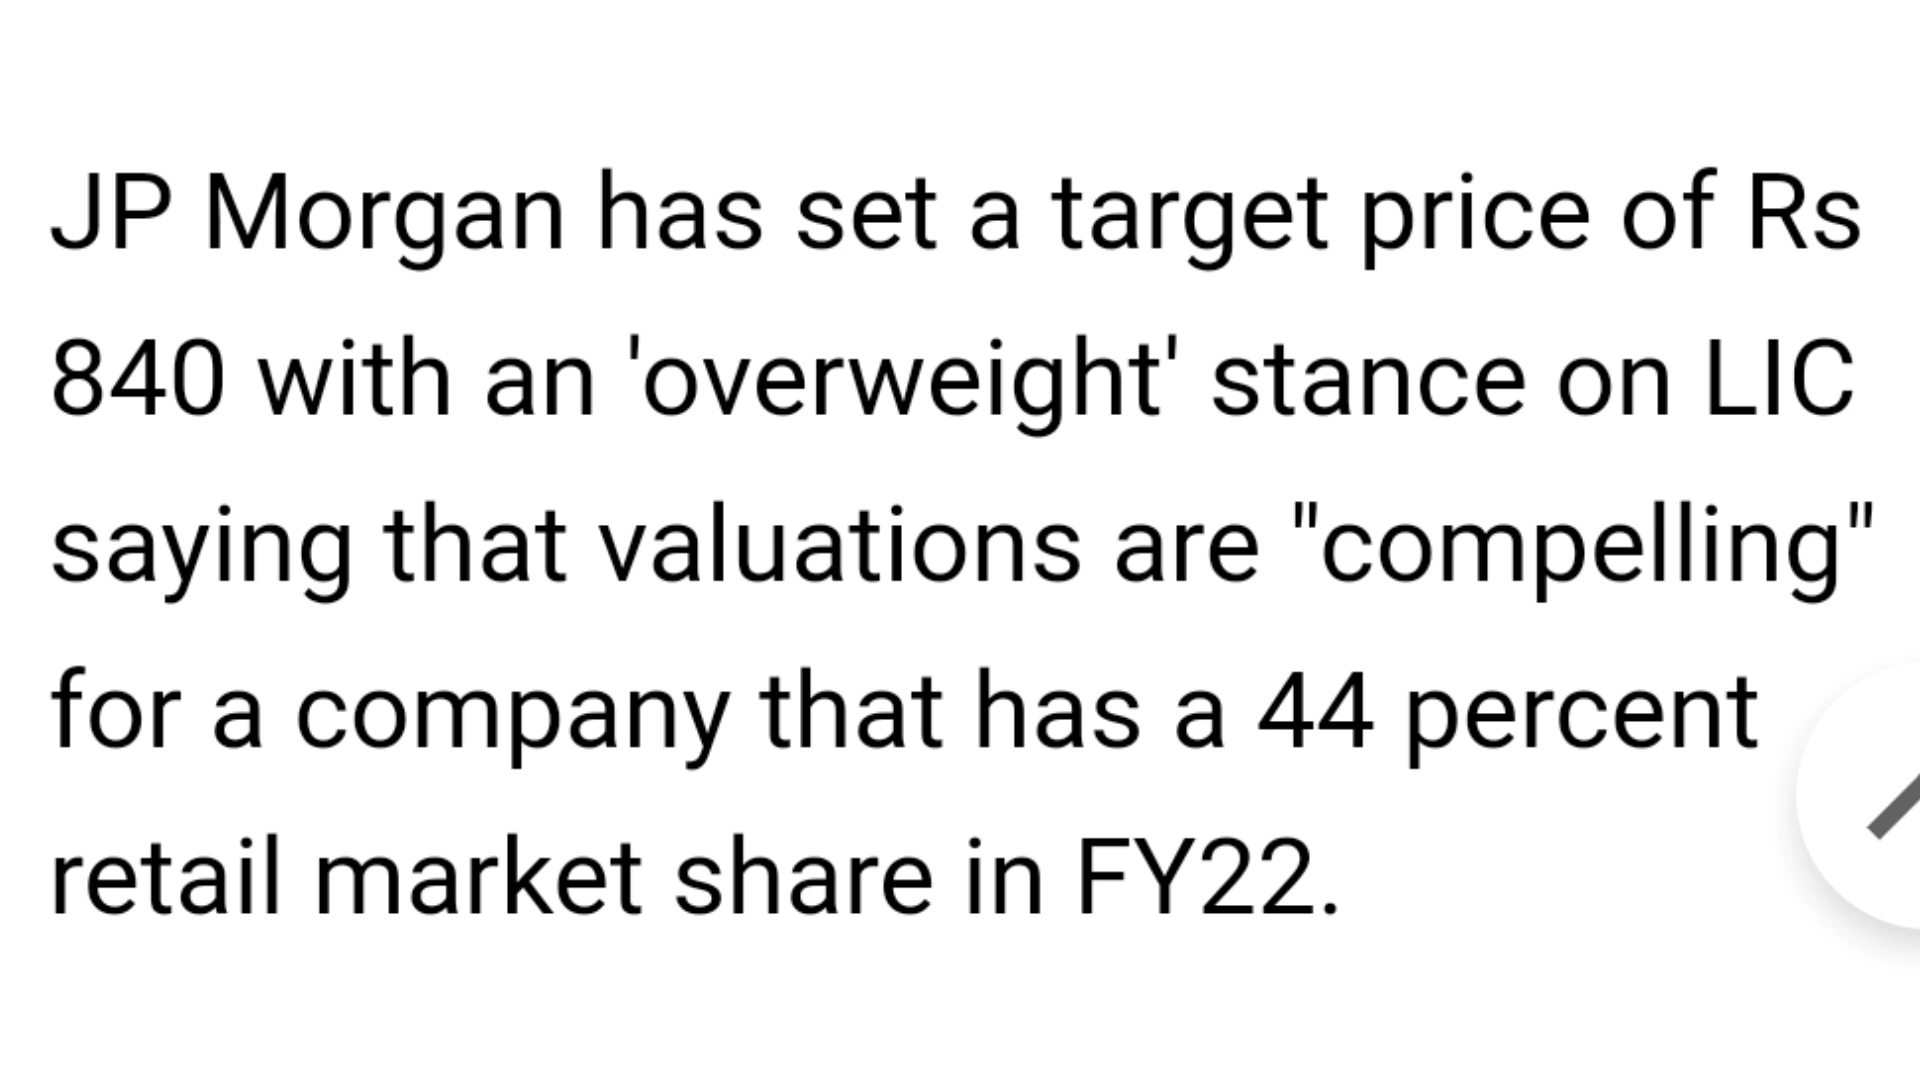 JP Morgan has set a target price of Rs
840 with an 'overweight' stance on LIC
saying that valuations are "compelling"
for a company that has a 44 percent
retail market share in FY22.